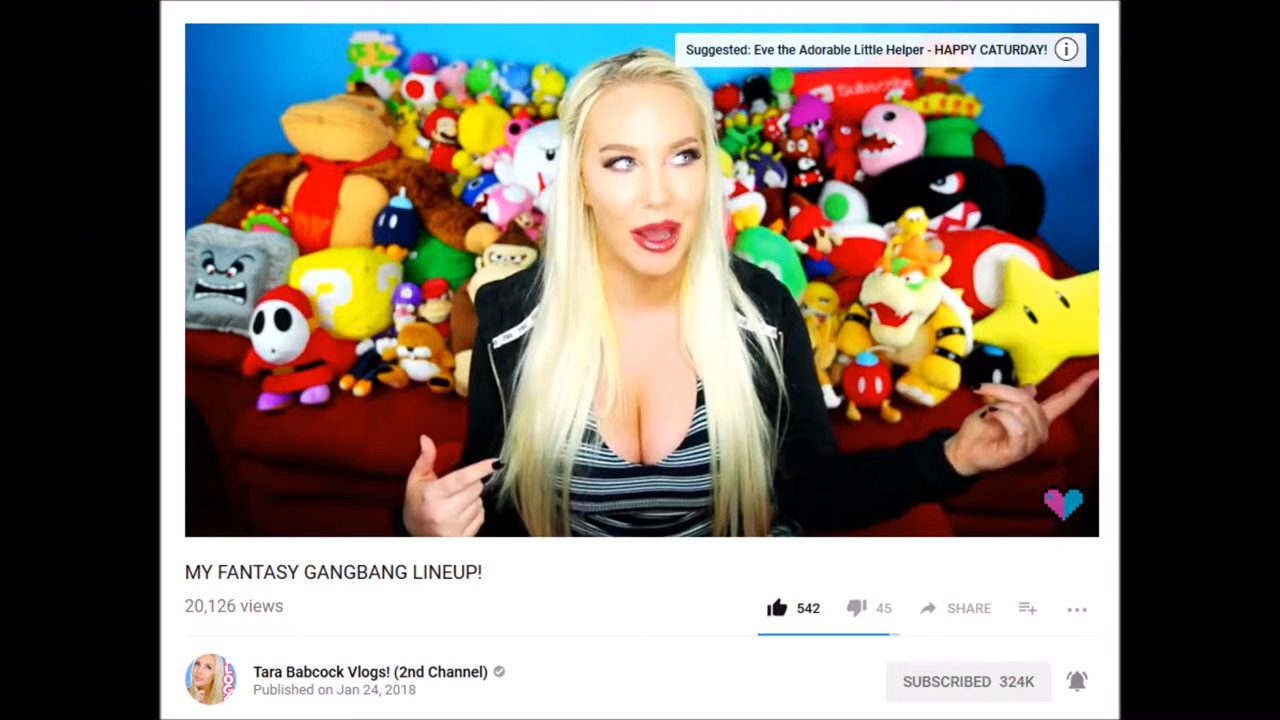 Suggested: Eve the Adorable Little Helper - HAPPY CATURDAY!
Subscribe
?
MY FANTASY GANGBANG LINEUP!
20,126 views
542
45
SHARE
Tara Babcock Vlogs! (2nd Channel)
Published on Jan 24, 2018
SUBSCRIBED 324K